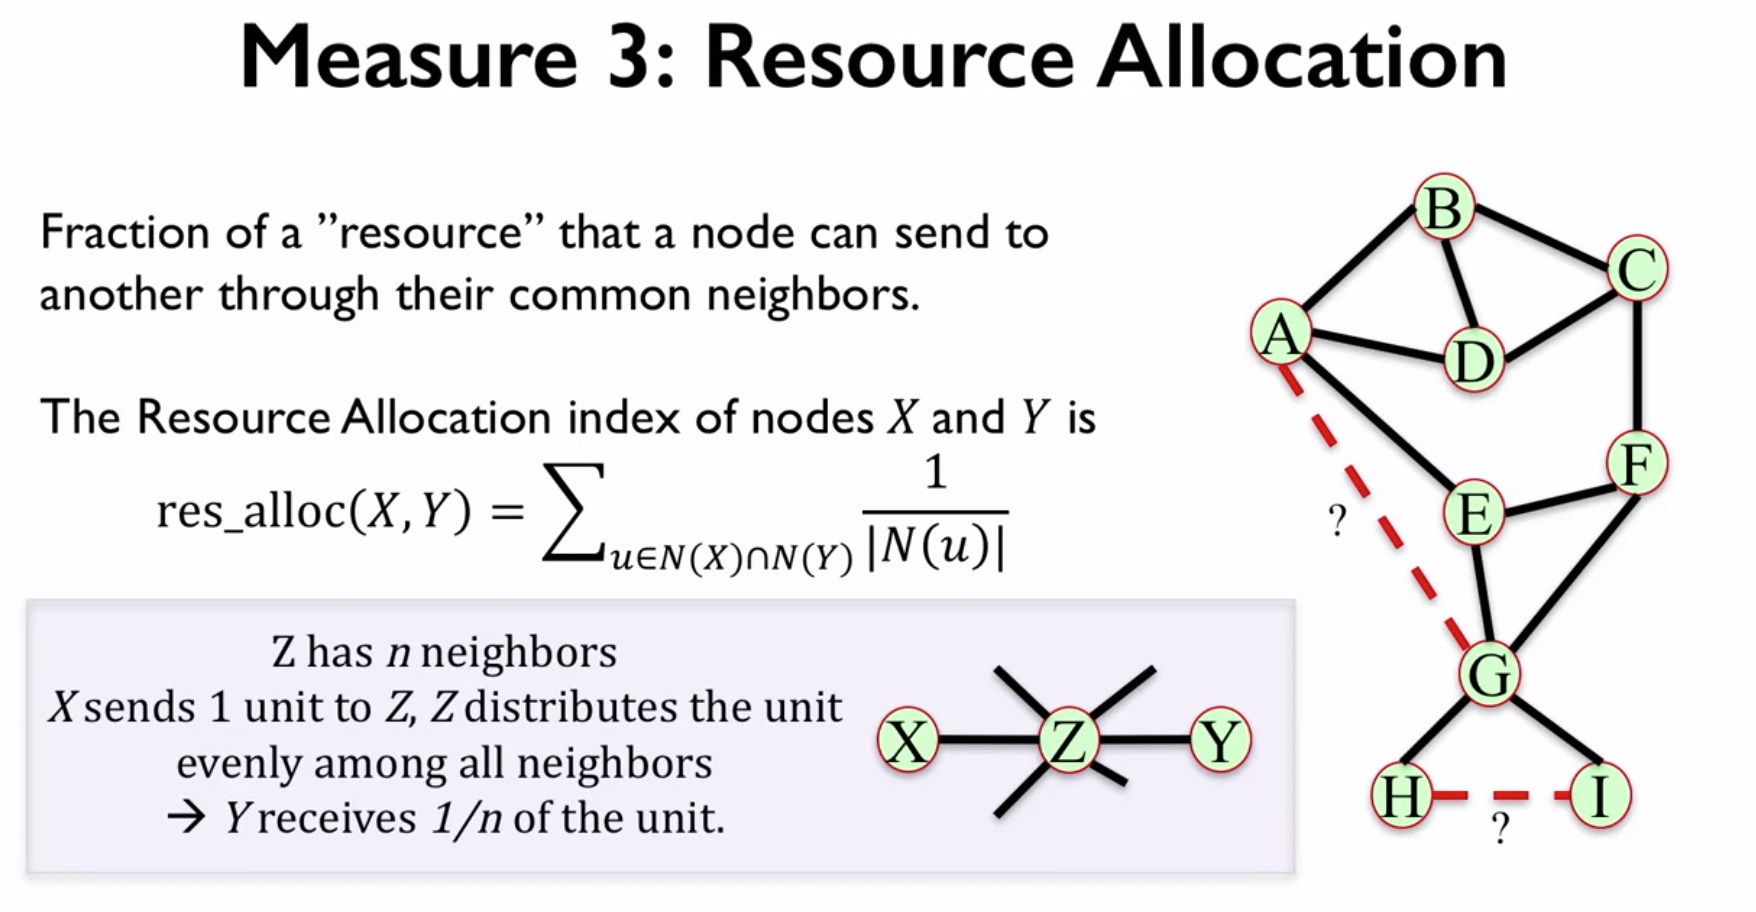 Measure 3: Resource Allocation
Fraction of a ”resource” that a node can send to
another through their common neighbors.
The Resource Allocation index of nodes X and Y is
res_alloc(X, Y) = ∑u∈N(X)∩N(Y) 1/|N(u)|
Z has n neighbors
X sends 1 unit to Z, Z distributes the unit
evenly among all neighbors
→ Y receives 1/n of the unit.
X Z Y
B
C
A
D
F
E
?
G
H
I
?